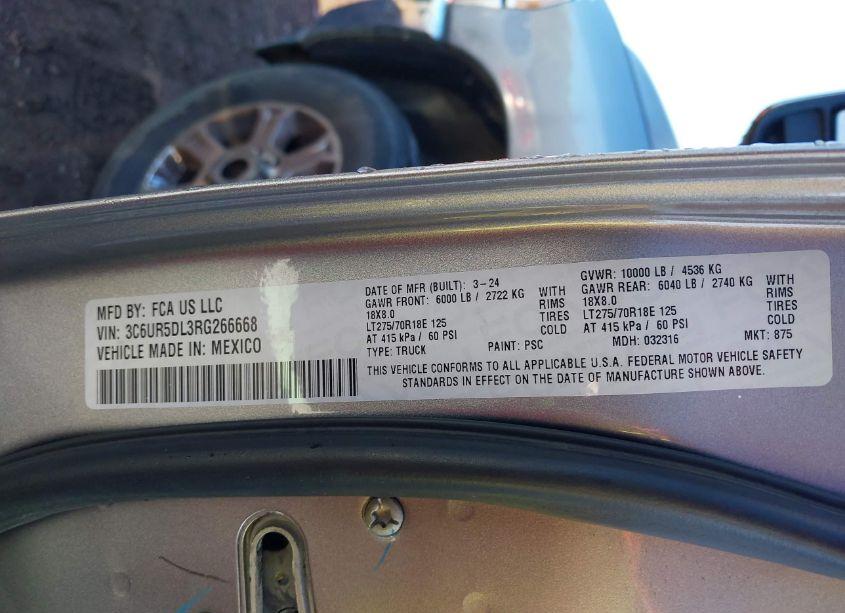 MFD BY: FCA US LLC
VIN: 3C6UR5DL3RG266668
VEHICLE MADE IN: MEXICO
DATE OF MFR (BUILT): 3-24
GVWR: 10000 LB / 4536 KG
GAWR FRONT: 6000 LB / 2722 KG WITH
18X8.0 RIMS
LT275/70R18E 125 TIRES
AT 415 kPa / 60 PSI COLD
GAWR REAR: 6040 LB / 2740 KG WITH
18X8.0 RIMS
LT275/70R18E 125 TIRES
AT 415 kPa / 60 PSI COLD
TYPE: TRUCK PAINT: PSC MDH: 032316 MKT: 875
THIS VEHICLE CONFORMS TO ALL APPLICABLE U.S.A. FEDERAL MOTOR VEHICLE SAFETY
STANDARDS IN EFFECT ON THE DATE OF MANUFACTURE SHOWN ABOVE.